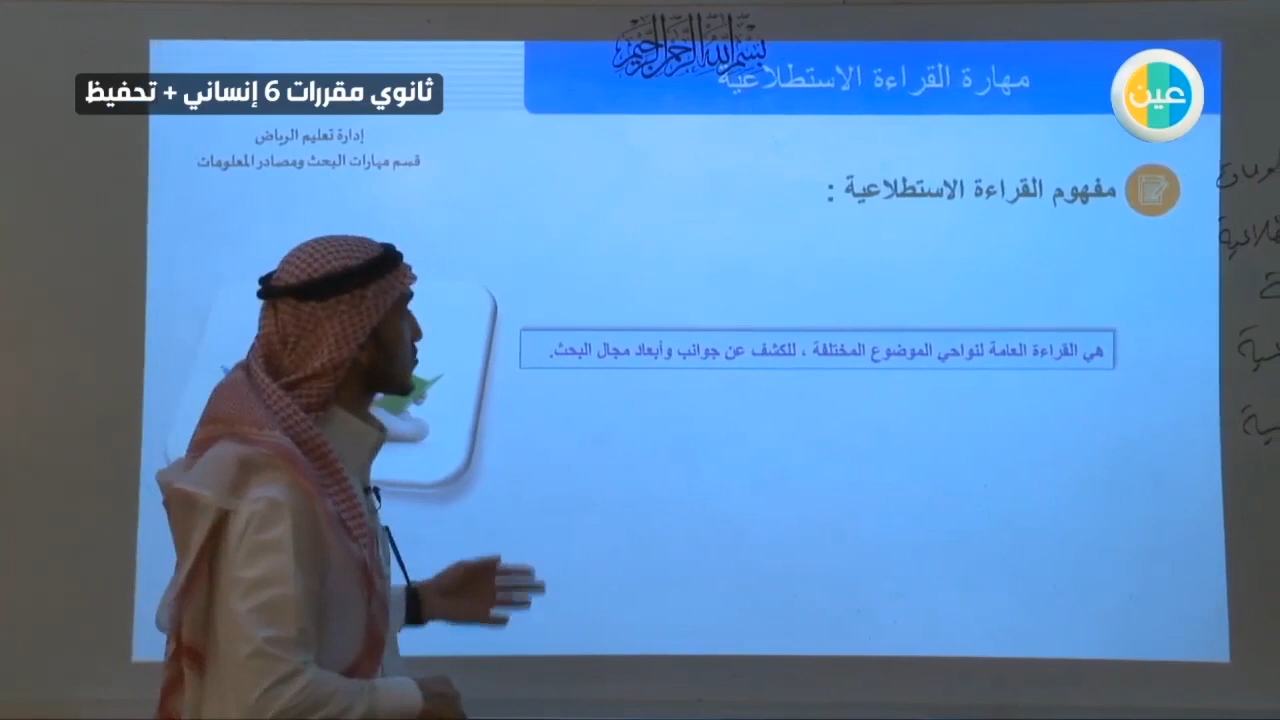 بسم الله الرحمن الرحيم
مهارة القراءة الاستطلاعية
عين
ثانوي مقررات 6 إنساني + تحفيظ
إدارة تعليم الرياض
قسم مهارات البحث ومصادر المعلومات
مفهوم القراءة الاستطلاعية :
هي القراءة العامة لنواحي الموضوع المختلفة ، للكشف عن جوانب وأبعاد مجال البحث.